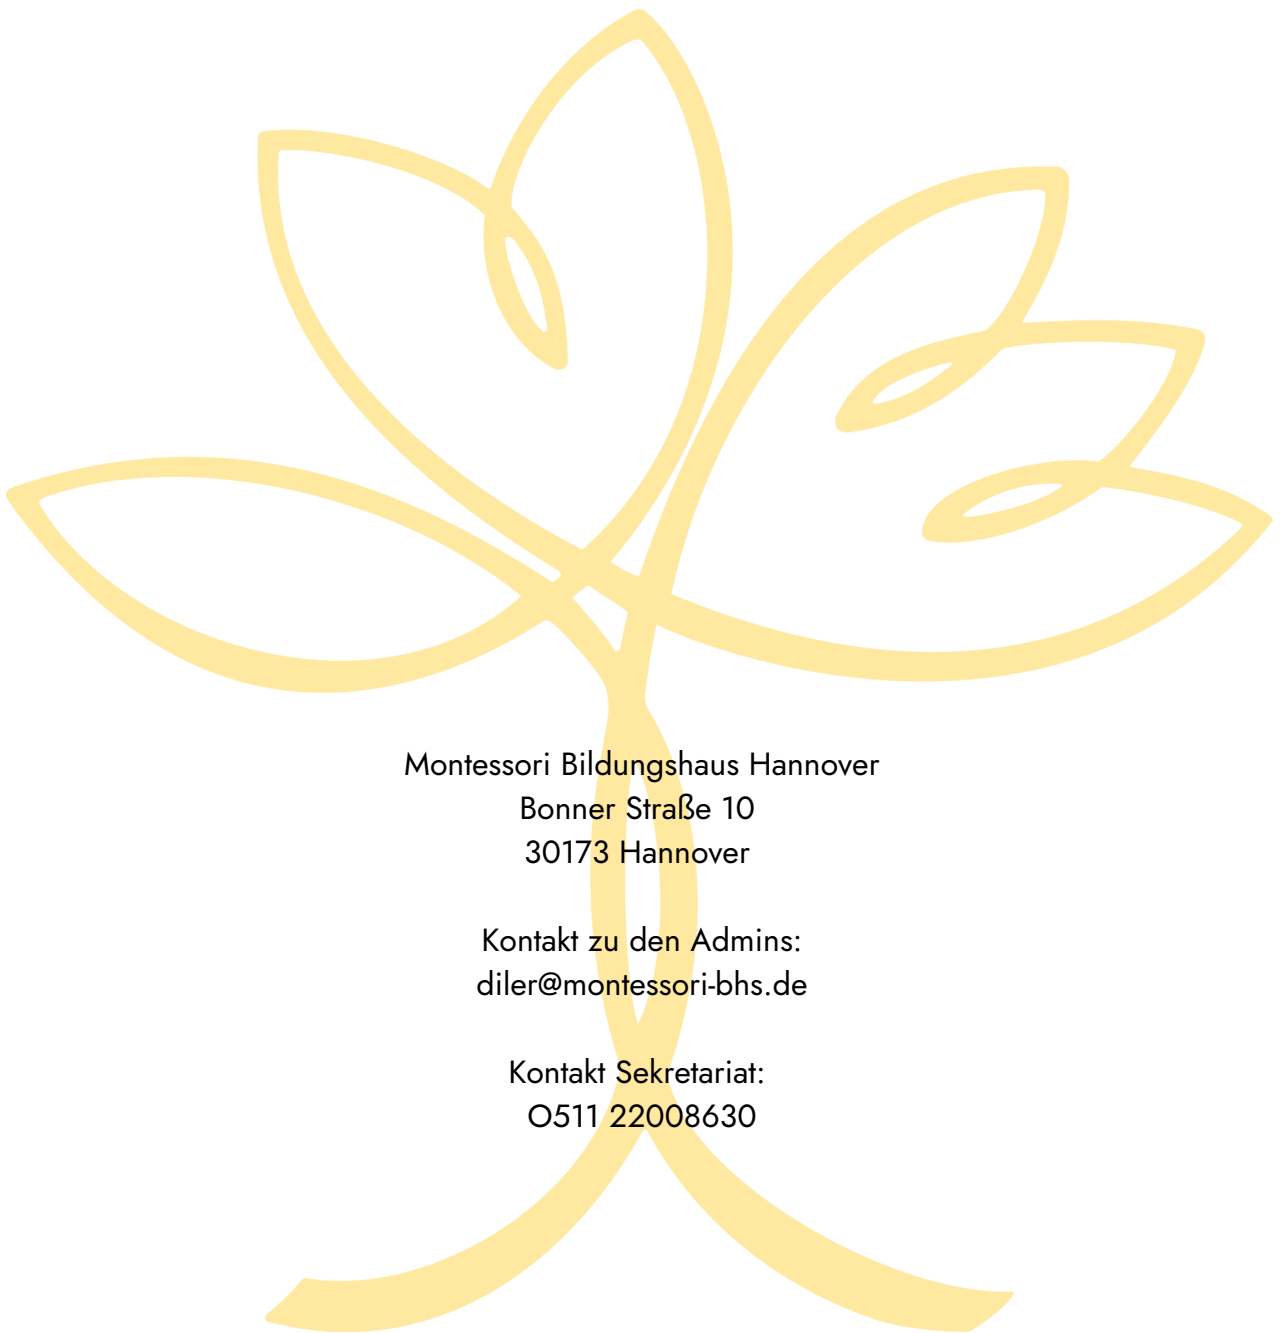 Montessori Bildungshaus Hannover
Bonner Straße 10
30173 Hannover
Kontakt zu den Admins:
diler@montessori-bhs.de
Kontakt Sekretariat:
O511 22008630